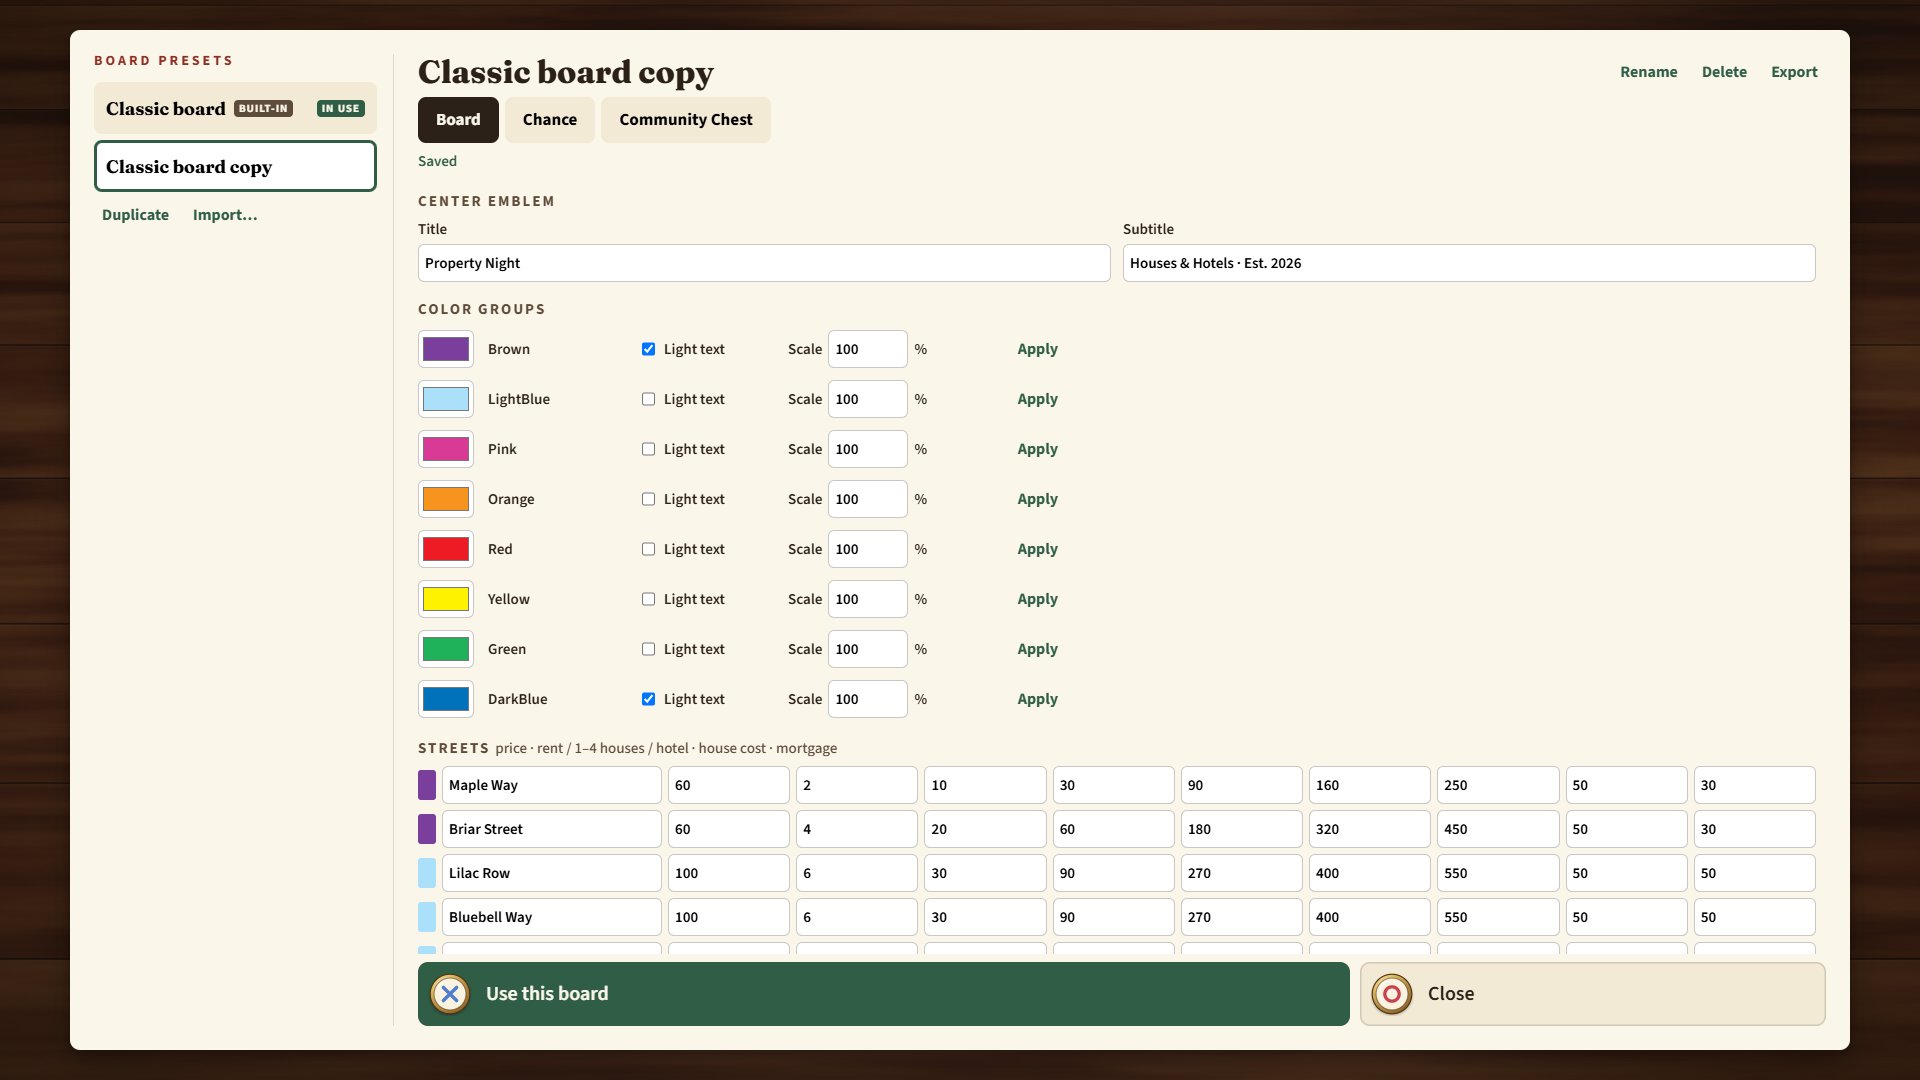 BOARD PRESETS
Classic board BUILT-IN IN USE
Classic board copy
Duplicate Import...
Classic board copy
Rename Delete Export
Board Chance Community Chest
Saved
CENTER EMBLEM
Title Subtitle
Property Night Houses & Hotels · Est. 2026
COLOR GROUPS
Brown Light text Scale 100 % Apply
LightBlue Light text Scale 100 % Apply
Pink Light text Scale 100 % Apply
Orange Light text Scale 100 % Apply
Red Light text Scale 100 % Apply
Yellow Light text Scale 100 % Apply
Green Light text Scale 100 % Apply
DarkBlue Light text Scale 100 % Apply
STREETS price · rent / 1–4 houses / hotel · house cost · mortgage
Maple Way 60 2 10 30 90 160 250 50 30
Briar Street 60 4 20 60 180 320 450 50 30
Lilac Row 100 6 30 90 270 400 550 50 50
Bluebell Way 100 6 30 90 270 400 550 50 50
Use this board Close